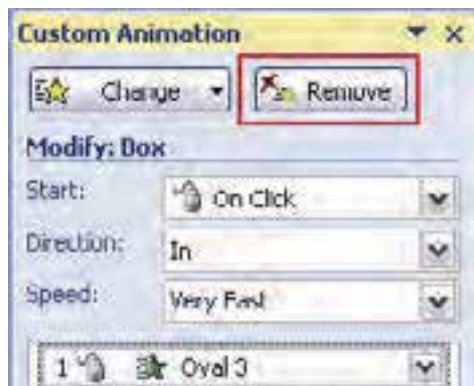 Custom Animation
Change Remove
Modify: Box
Start: On Click
Direction: In
Speed: Very Fast
1 Oval 3